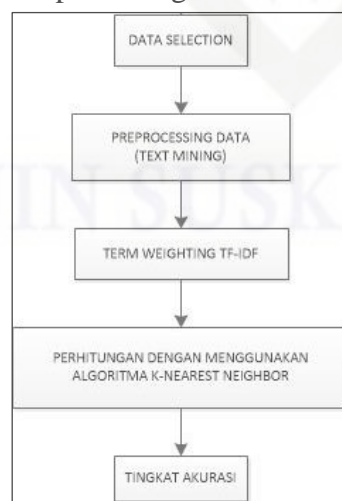 DATA SELECTION
PREPROCESSING DATA
(TEXT MINING)
TERM WEIGHTING TF-IDF
PERHITUNGAN DENGAN MENGGUNAKAN
ALGORITMA K-NEAREST NEIGHBOR
TINGKAT AKURASI